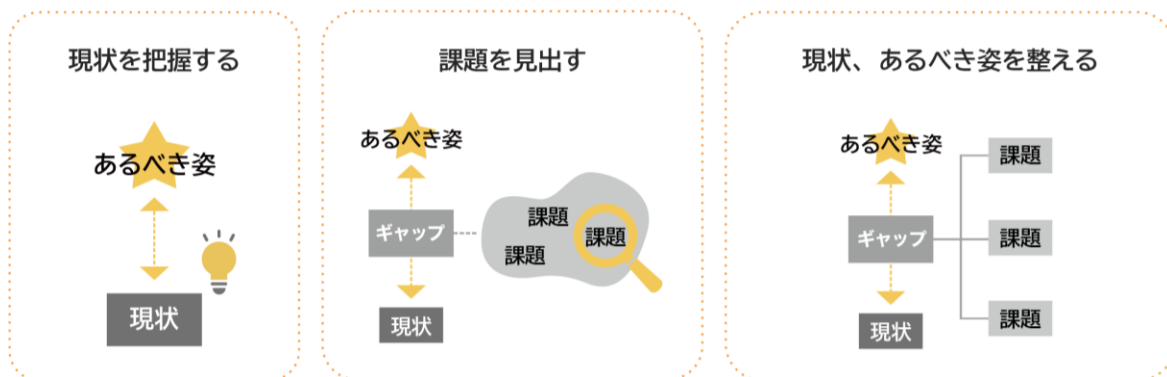 現状を把握する
あるべき姿
現状
課題を見出す
あるべき姿
ギャップ
課題
課題
課題
現状
現状、あるべき姿を整える
あるべき姿
課題
ギャップ
課題
課題
現状